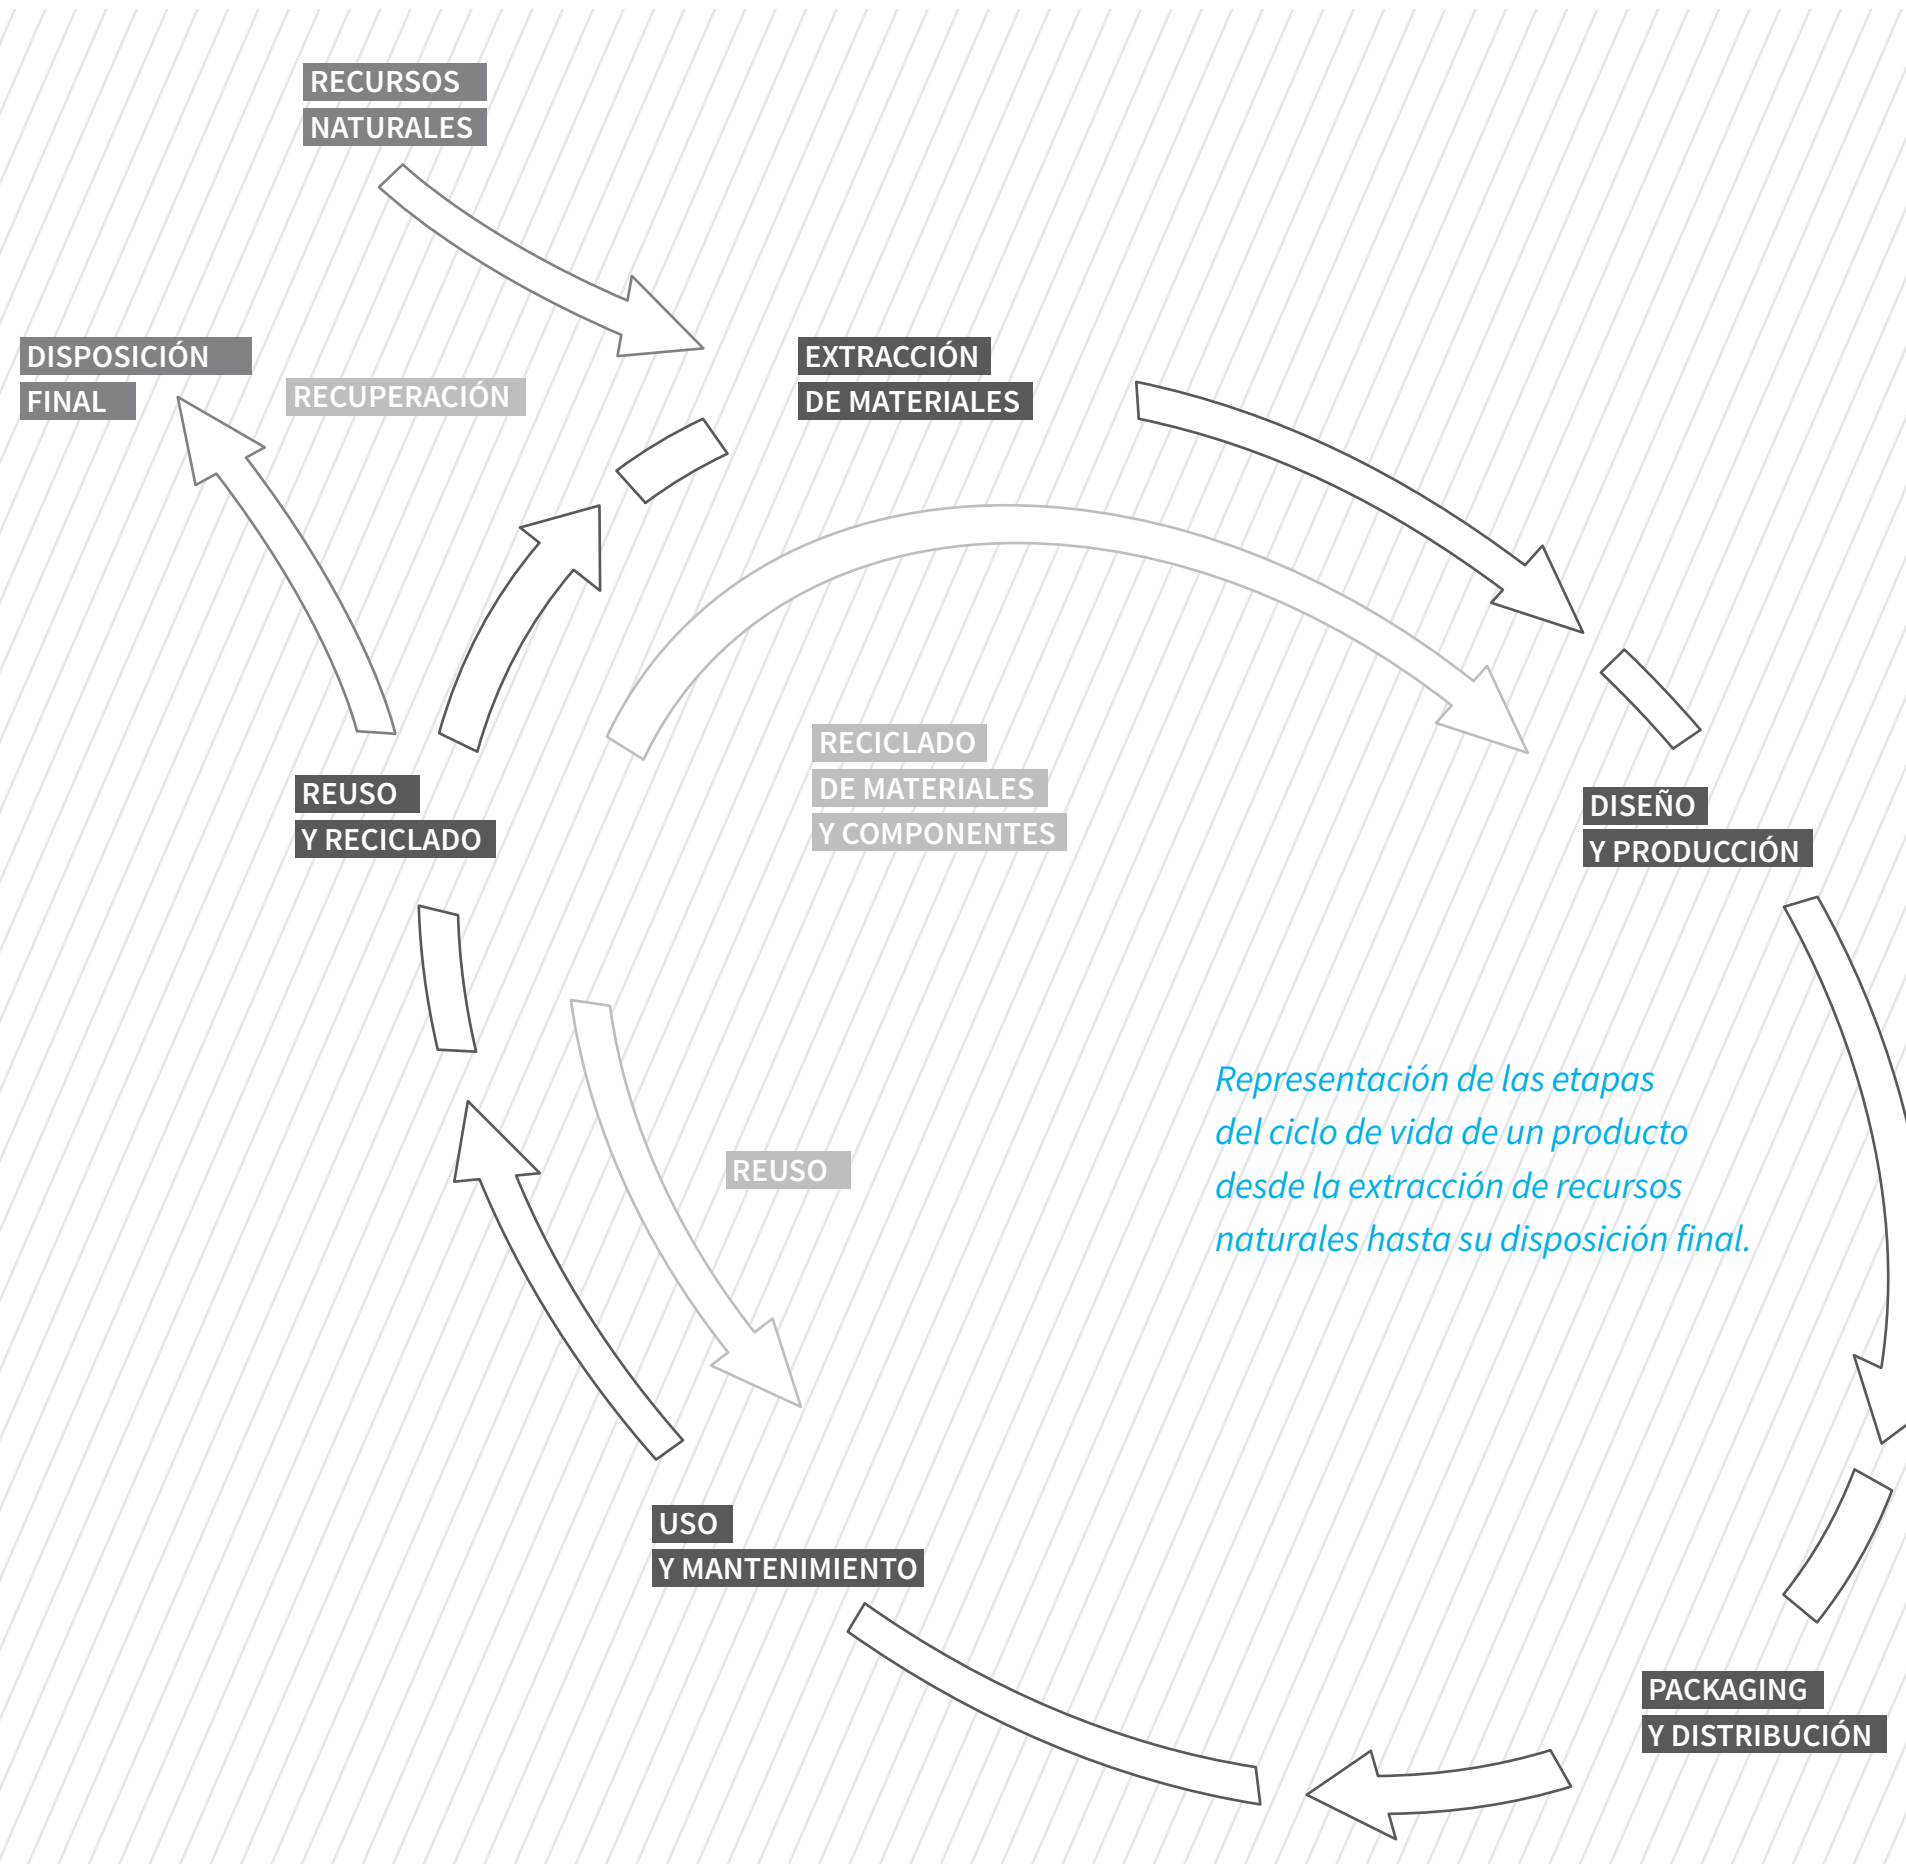 RECURSOS
NATURALES
DISPOSICIÓN
FINAL
RECUPERACIÓN
EXTRACCIÓN
DE MATERIALES
RECICLADO
DE MATERIALES
Y COMPONENTES
REUSO
Y RECICLADO
DISEÑO
Y PRODUCCIÓN
Representación de las etapas
del ciclo de vida de un producto
desde la extracción de recursos
naturales hasta su disposición final.
REUSO
USO
Y MANTENIMIENTO
PACKAGING
Y DISTRIBUCIÓN